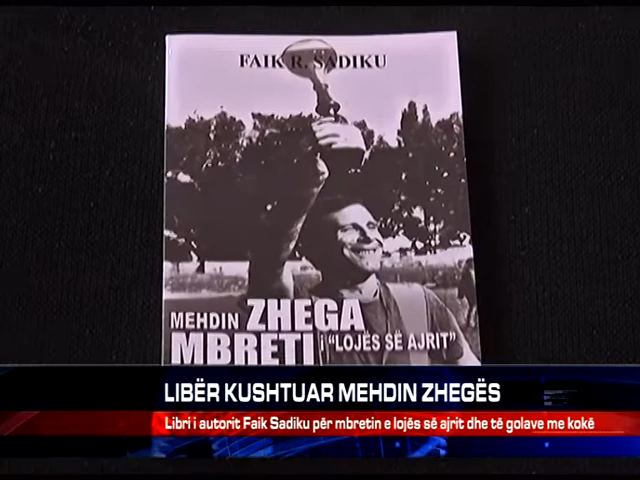 FAIK R. SADIKU
MEHDIN ZHEGA
MBRETI i "LOJËS SË AJRIT"
LIBËR KUSHTUAR MEHDIN ZHEGËS
Libri i autorit Faik Sadiku për mbretin e lojës së ajrit dhe të golave me kokë